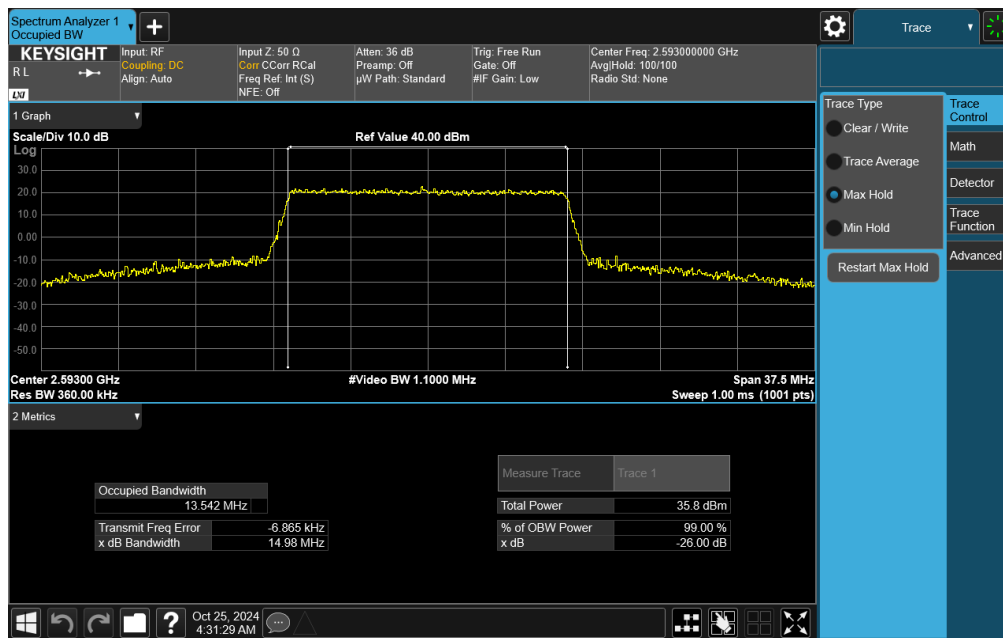 Spectrum Analyzer 1
Occupied BW
Trace
KEYSIGHT
R L
LXI
Input: RF
Coupling: DC
Align: Auto
Input Z: 50 Ω
Corr CCorr RCal
Freq Ref: Int (S)
NFE: Off
Atten: 36 dB
Preamp: Off
µW Path: Standard
Trig: Free Run
Gate: Off
#IF Gain: Low
Center Freq: 2.593000000 GHz
Avg|Hold: 100/100
Radio Std: None
1 Graph
Scale/Div 10.0 dB
Ref Value 40.00 dBm
Log
30.0
20.0
10.0
0.00
-10.0
-20.0
-30.0
-40.0
-50.0
Center 2.59300 GHz
#Video BW 1.1000 MHz
Span 37.5 MHz
Res BW 360.00 kHz
Sweep 1.00 ms (1001 pts)
2 Metrics
Measure Trace
Trace 1
Occupied Bandwidth
13.542 MHz
Total Power
35.8 dBm
Transmit Freq Error
-6.865 kHz
% of OBW Power
99.00 %
x dB Bandwidth
14.98 MHz
x dB
-26.00 dB
Trace Type
Clear / Write
Trace Average
Max Hold
Min Hold
Restart Max Hold
Trace
Control
Math
Detector
Trace
Function
Advanced
?
Oct 25, 2024
4:31:29 AM